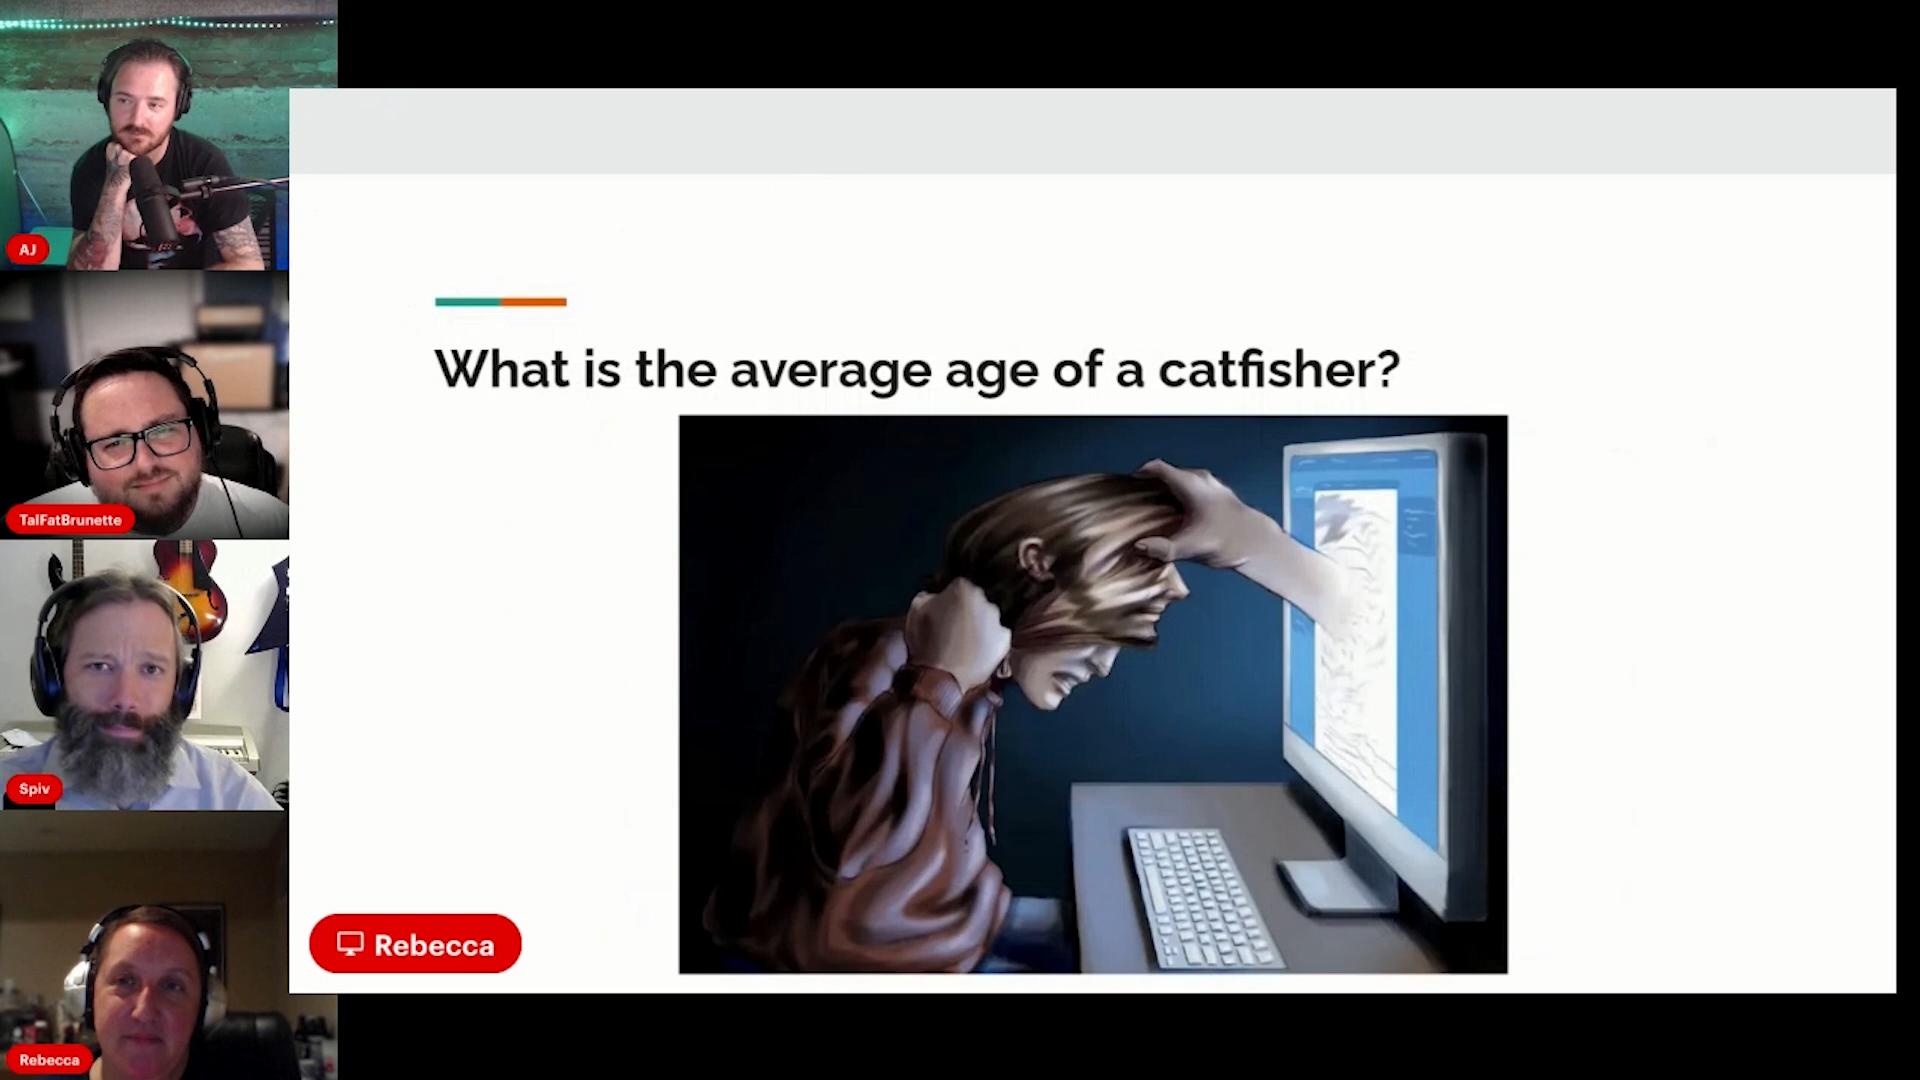 AJ
TalFatBrunette
Spiv
Rebecca
What is the average age of a catfisher?
Rebecca